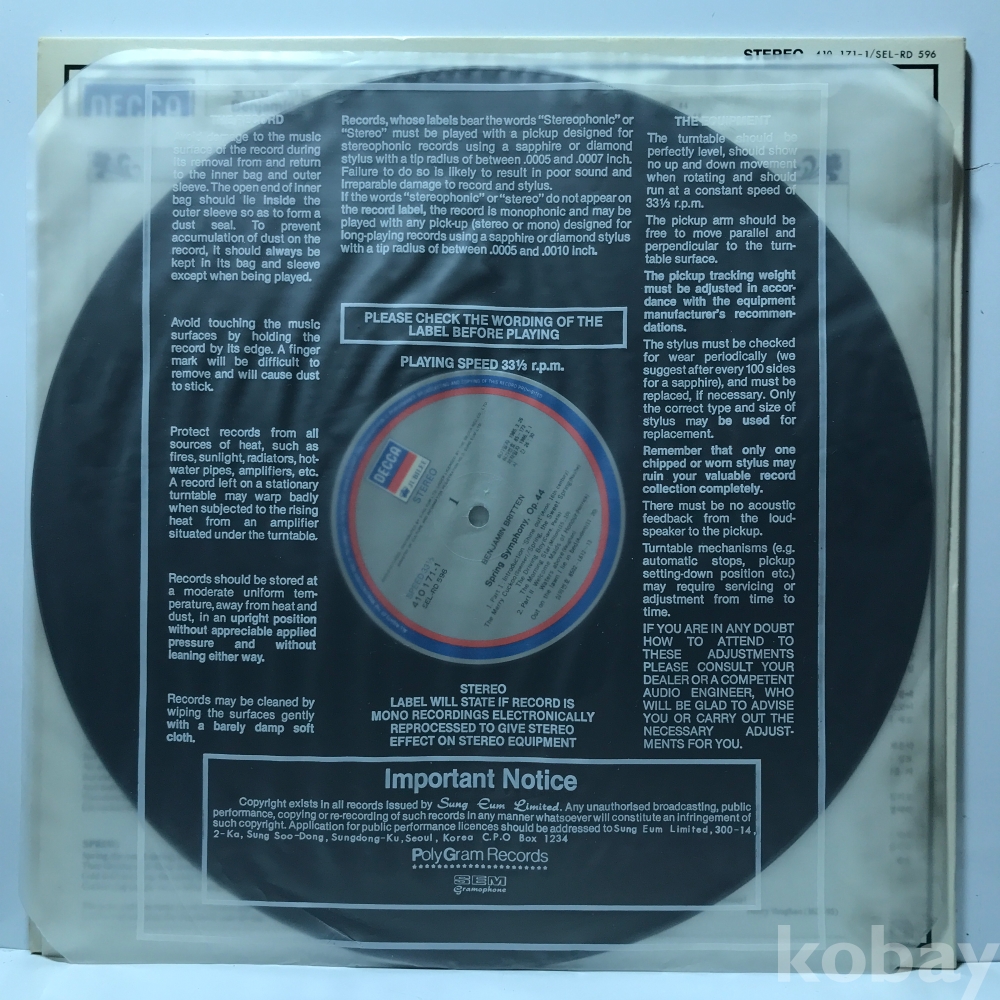 STEREO 410 171-1/SEL-RD 596
DECCA
to the music
surface of the record during
its removal from and return
to the inner bag and outer
sleeve. The open end of inner
bag should lie inside the
outer sleeve so as to form a
dust seal. To prevent
accumulation of dust on the
record, it should always be
kept in its bag and sleeve
except when being played.
Avoid touching the music
surfaces by holding the
record by its edge. A finger
mark will be difficult to
remove and will cause dust
to stick.
Protect records from all
sources of heat, such as
fires, sunlight, radiators, hot-
water pipes, amplifiers, etc.
A record left on a stationary
turntable may warp badly
when subjected to the rising
heat from an amplifier
situated under the turntable.
Records should be stored at
a moderate uniform tem-
perature, away from heat and
dust, in an upright position
without appreciable applied
pressure and without
leaning either way.
Records may be cleaned by
wiping the surfaces gently
with a barely damp soft
cloth.
Records, whose labels bear the words "Stereophonic" or
"Stereo" must be played with a pickup designed for
stereophonic records using a sapphire or diamond
stylus with a tip radius of between .0005 and .0007 inch.
Failure to do so is likely to result in poor sound and
irreparable damage to record and stylus.
If the words "stereophonic" or "stereo" do not appear on
the record label, the record is monophonic and may be
played with any pick-up (stereo or mono) designed for
long-playing records using a sapphire or diamond stylus
with a tip radius of between .0005 and .0010 inch.
PLEASE CHECK THE WORDING OF THE
LABEL BEFORE PLAYING
PLAYING SPEED 33⅓ r.p.m.
DECCA
STEREO
1
410 171-1
SEL-RD 596
BENJAMIN BRITTEN
Spring Symphony, Op. 44
STEREO
LABEL WILL STATE IF RECORD IS
MONO RECORDINGS ELECTRONICALLY
REPROCESSED TO GIVE STEREO
EFFECT ON STEREO EQUIPMENT
THE EQUIPMENT
The turntable should be
perfectly level, should show
no up and down movement
when rotating and should
run at a constant speed of
33⅓ r.p.m.
The pickup arm should be
free to move parallel and
perpendicular to the turn-
table surface.
The pickup tracking weight
must be adjusted in accor-
dance with the equipment
manufacturer's recommen-
dations.
The stylus must be checked
for wear periodically (we
suggest after every 100 sides
for a sapphire), and must be
replaced, if necessary. Only
the correct type and size of
stylus may be used for
replacement.
Remember that only one
chipped or worn stylus may
ruin your valuable record
collection completely.
There must be no acoustic
feedback from the loud-
speaker to the pickup.
Turntable mechanisms (e.g.
automatic stops, pickup
setting-down position etc.)
may require servicing or
adjustment from time to
time.
IF YOU ARE IN ANY DOUBT
HOW TO ATTEND TO
THESE ADJUSTMENTS
PLEASE CONSULT YOUR
DEALER OR A COMPETENT
AUDIO ENGINEER, WHO
WILL BE GLAD TO ADVISE
YOU OR CARRY OUT THE
NECESSARY ADJUST-
MENTS FOR YOU.
Important Notice
Copyright exists in all records issued by Sung Eum Limited. Any unauthorised broadcasting, public
performance, copying or re-recording of such records in any manner whatsoever will constitute an infringement of
such copyright. Application for public performance licences should be addressed to Sung Eum Limited, 300-14,
2-Ka, Sung Soo-Dong, Sungdong-Ku, Seoul, Korea C.P.O Box 1234
PolyGram Records
SEM
Gramophone
kobay